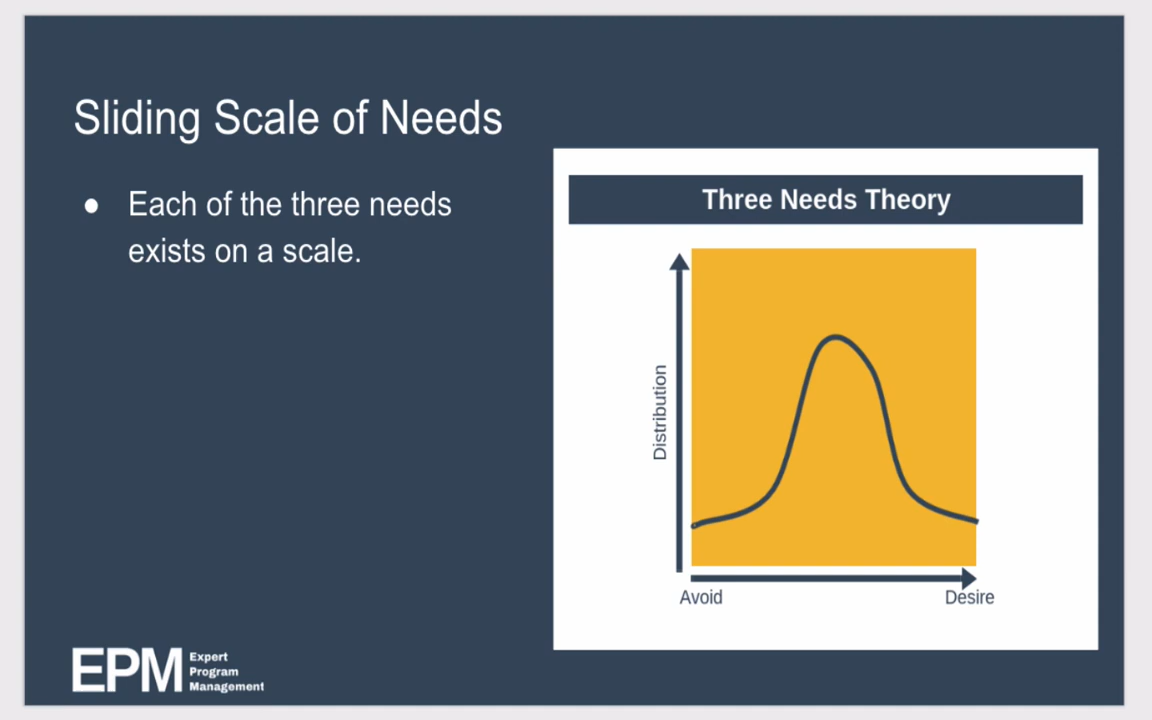 Sliding Scale of Needs
● Each of the three needs
exists on a scale.
Three Needs Theory
Distribution
Avoid
Desire
EPM
Expert
Program
Management